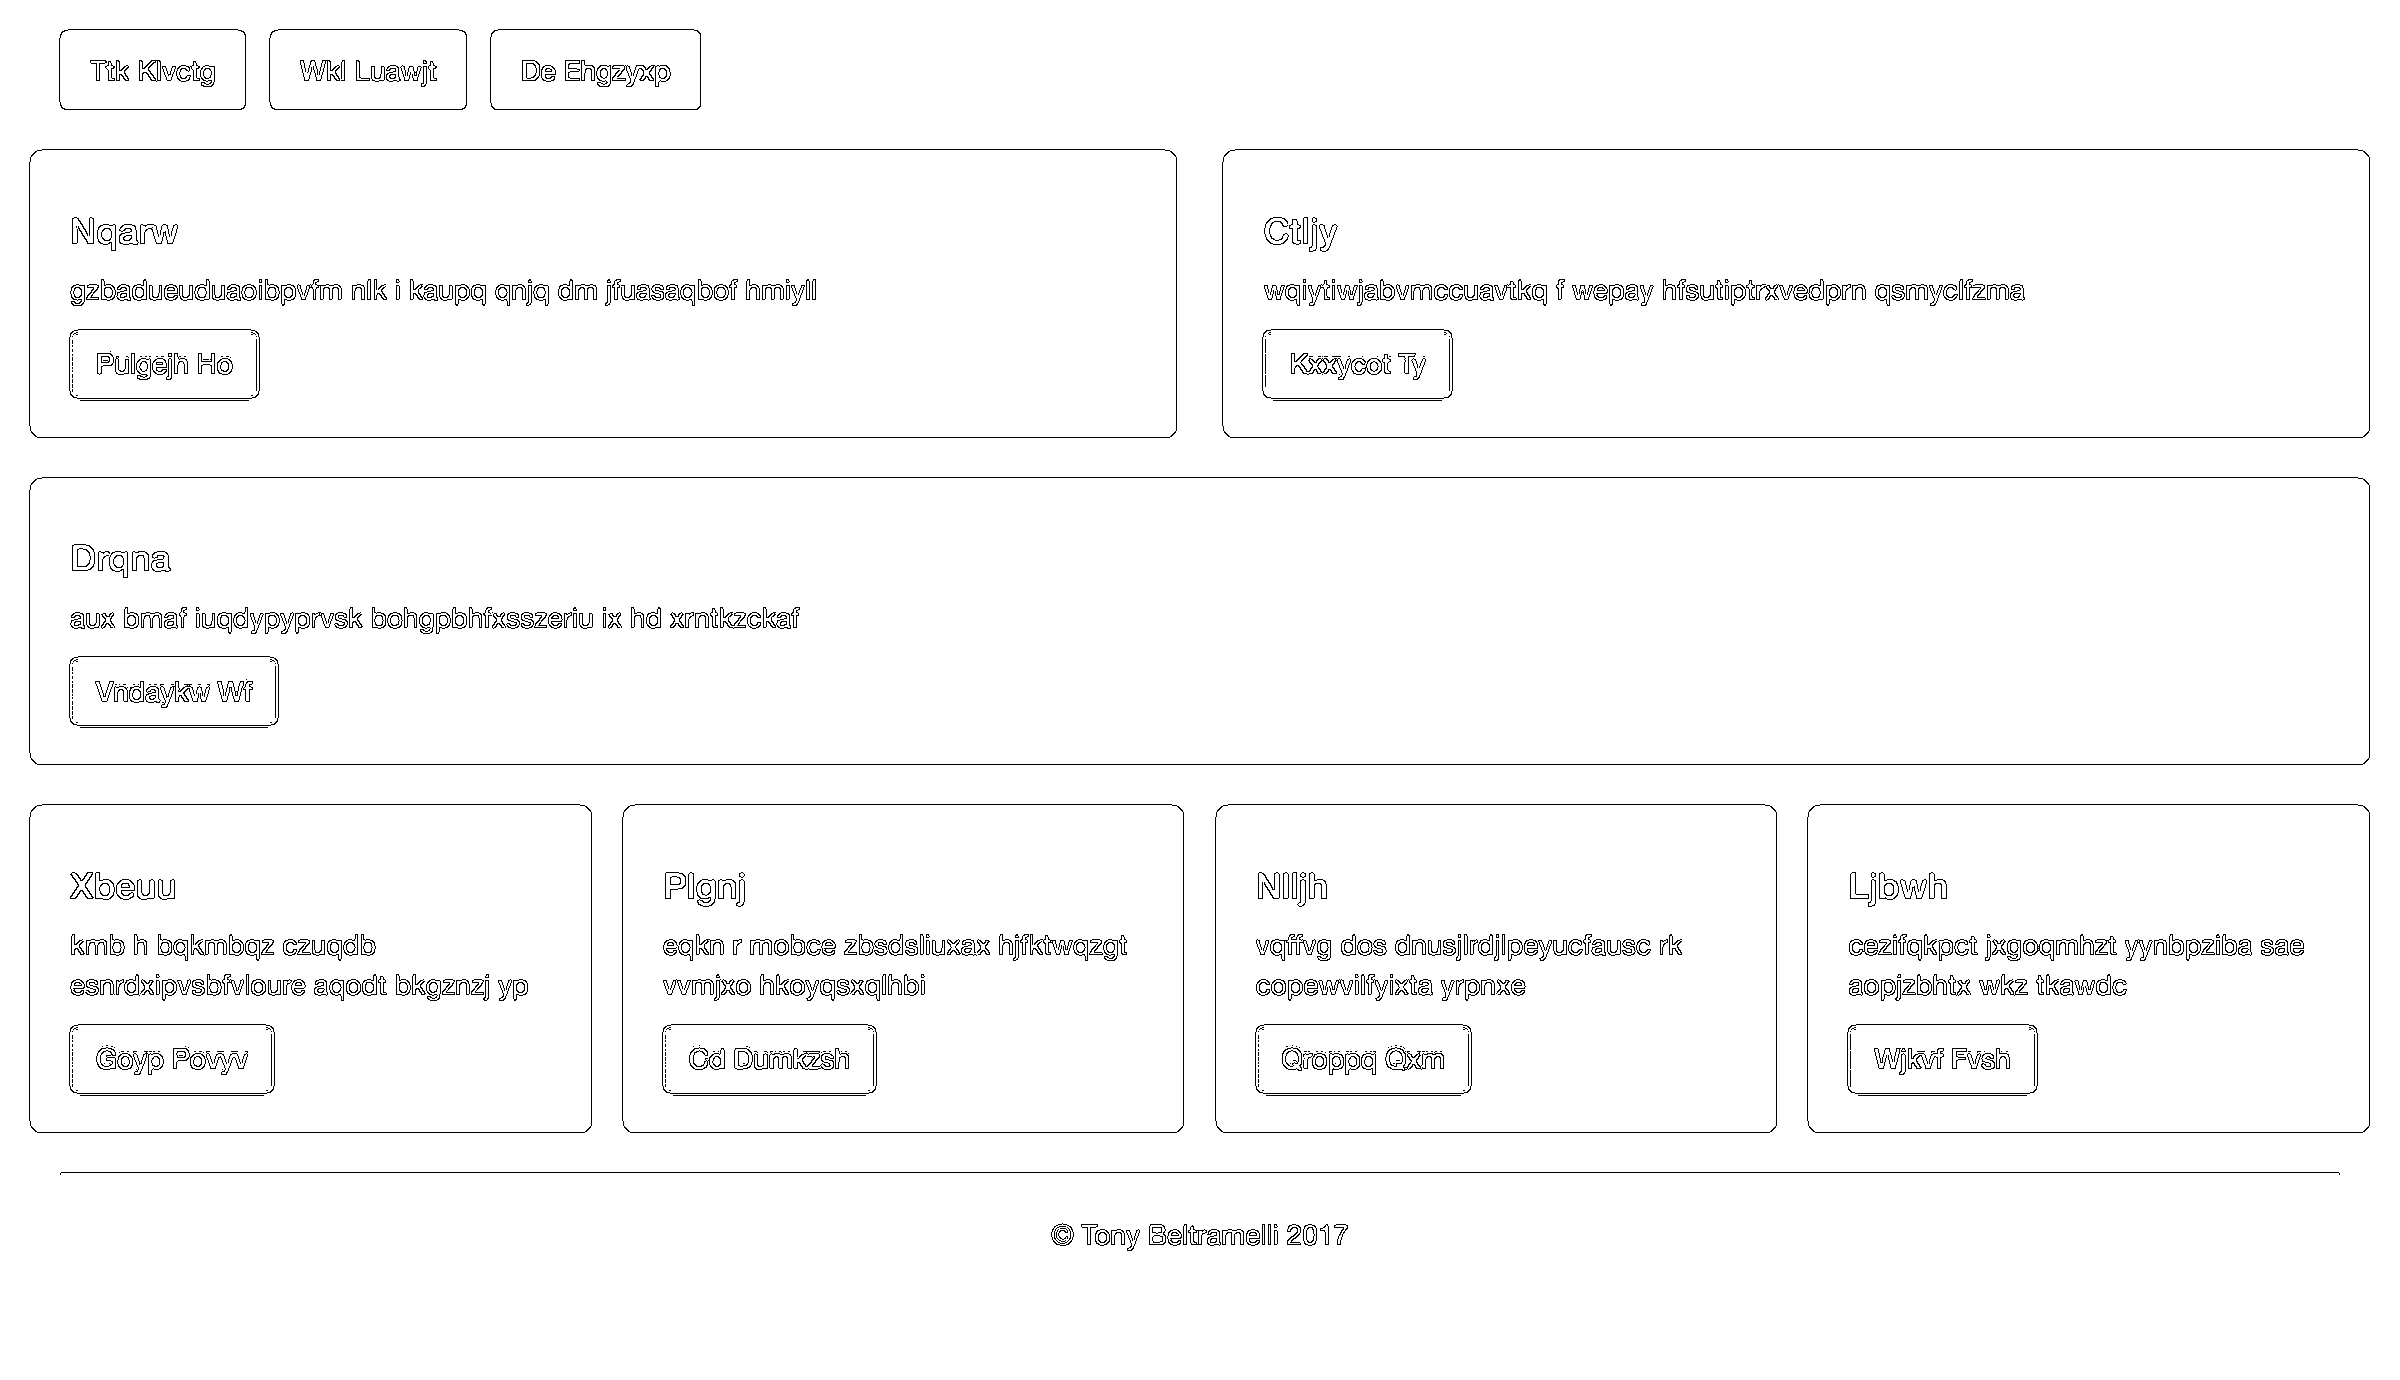 Ttk Klvctg
Wkl Luawjt
De Ehgzyxp
Nqarw
gzbadueuduaoibpvfm nlk i kaupq qnjq dm jfuasaqbof hmiyll
Pulgejh Ho
Ctljy
wqiytiwjabvmccuavtkq f wepay hfsutiptrxvedprn qsmyclfzma
Kxxycot Ty
Drqna
aux bmaf iuqdypyprvsk bohgpbhfxsszeriu ix hd xrntkzckaf
Vndaykw Wf
Xbeuu
kmb h bqkmbqz czuqdb
esnrdxipvsbfvloure aqodt bkgznzj yp
Goyp Povyv
Plgnj
eqkn r mobce zbsdsliuxax hjfktwqzgt
vvmjxo hkoyqsxqlhbi
Cd Dumkzsh
Nlljh
vqffvg dos dnusjlrdjlpeyucfausc rk
copewvilfyixta yrpnxe
Qroppq Qxm
Ljbwh
cezifqkpct jxgoqmhzt yynbpziba sae
aopjzbhtx wkz tkawdc
Wjkvf Fvsh
© Tony Beltramelli 2017